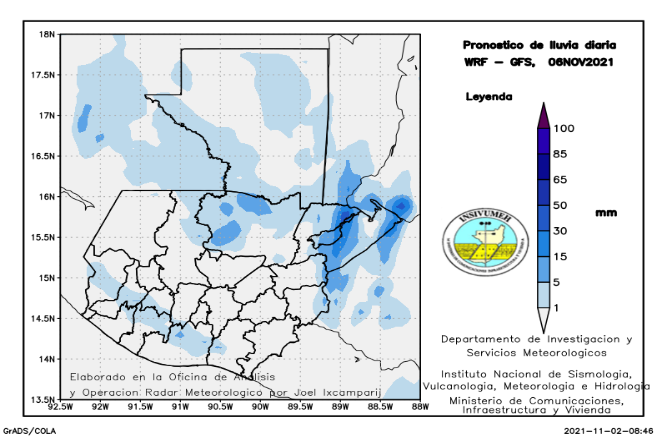 Pronostico de lluvia diaria
WRF – GFS, 06NOV2021
Leyenda
100
85
65
50
30
15
5
1
mm
INSIVUMEH
18N
17.5N
17N
16.5N
16N
15.5N
15N
14.5N
14N
13.5N
92.5W
92W
91.5W
91W
90.5W
90W
89.5W
89W
88.5W
88W
Elaborado en la Oficina de Análisis
y Operacion Radar Meteorologico por Joel Ixcamparij
Departamento de Investigacion y
Servicios Meteorologicos
Instituto Nacional de Sismologia,
Vulcanologia, Meteorologia e Hidrologia
Ministerio de Comunicaciones,
Infraestructura y Vivienda
GrADS/COLA
2021-11-02-08:46